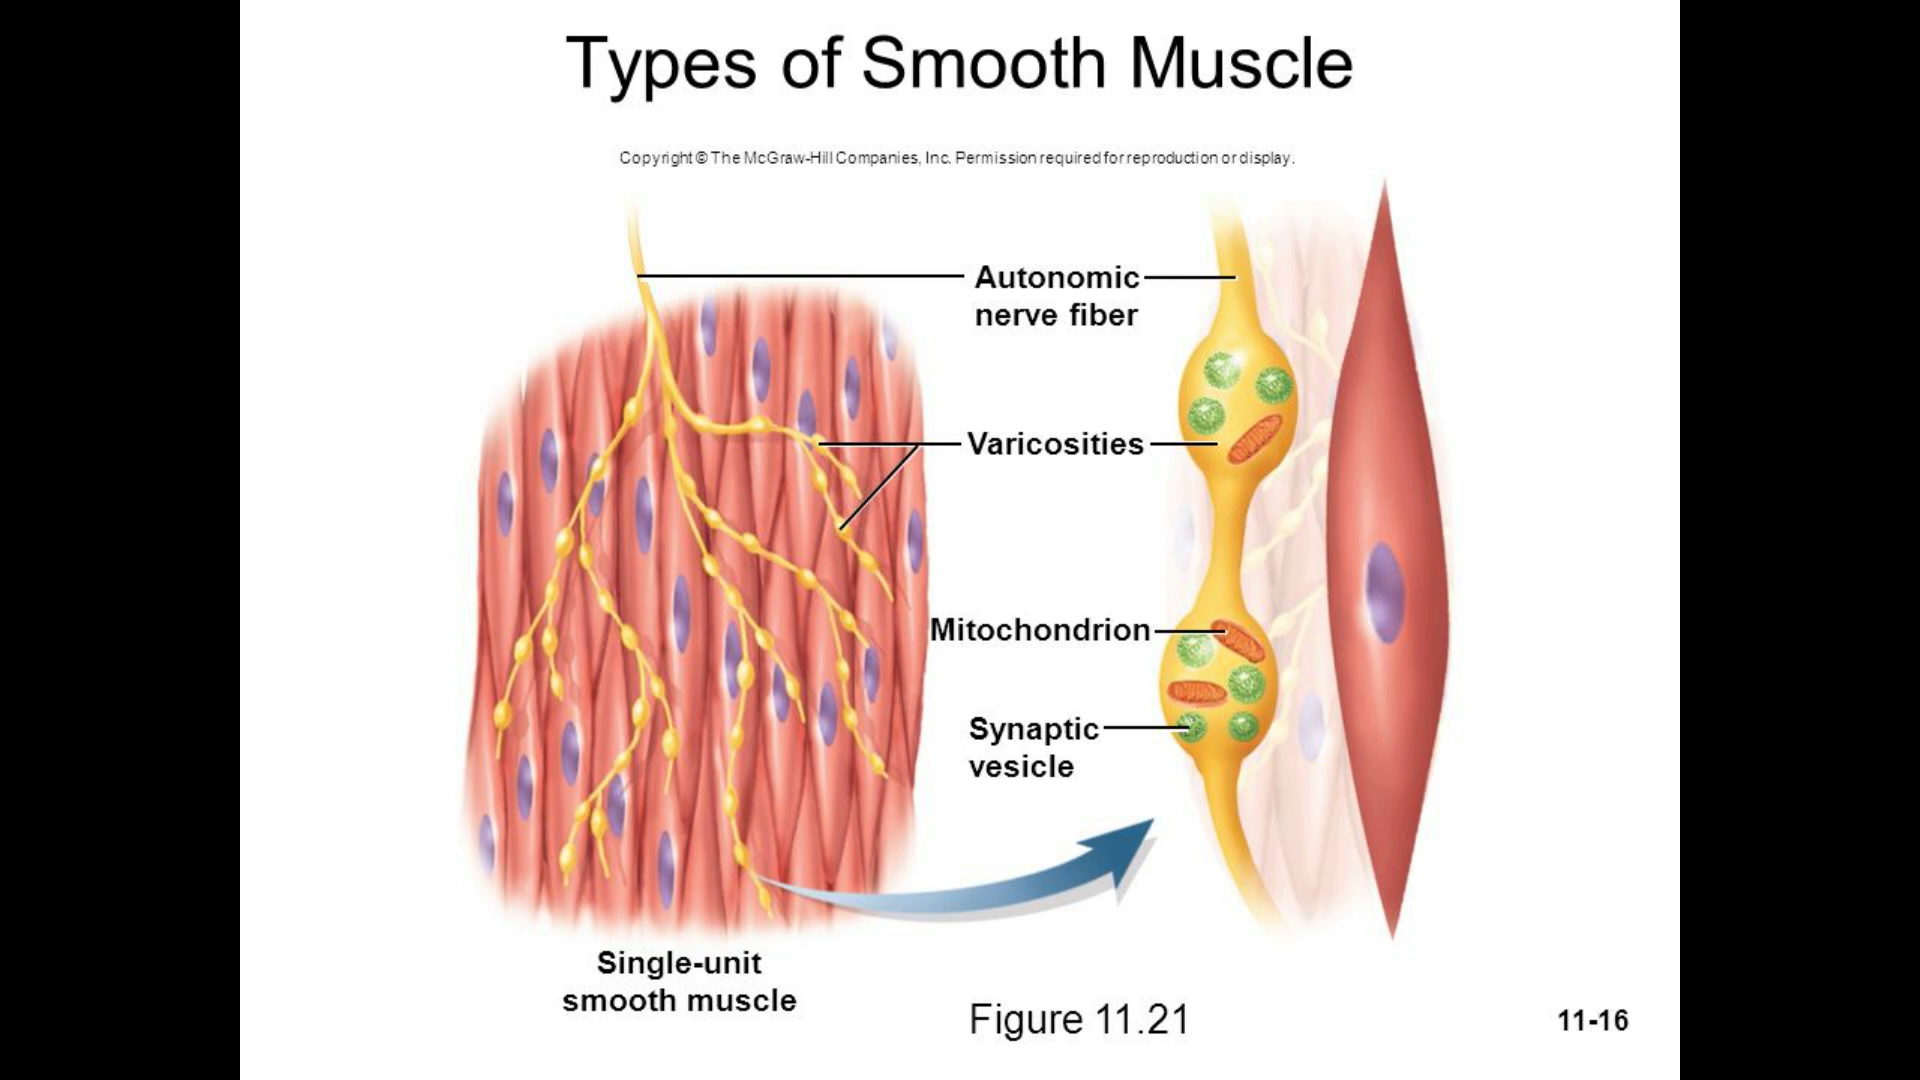 Types of Smooth Muscle
Copyright © The McGraw-Hill Companies, Inc. Permission required for reproduction or display.
Autonomic
nerve fiber
Varicosities
Mitochondrion
Synaptic
vesicle
Single-unit
smooth muscle
Figure 11.21
11-16